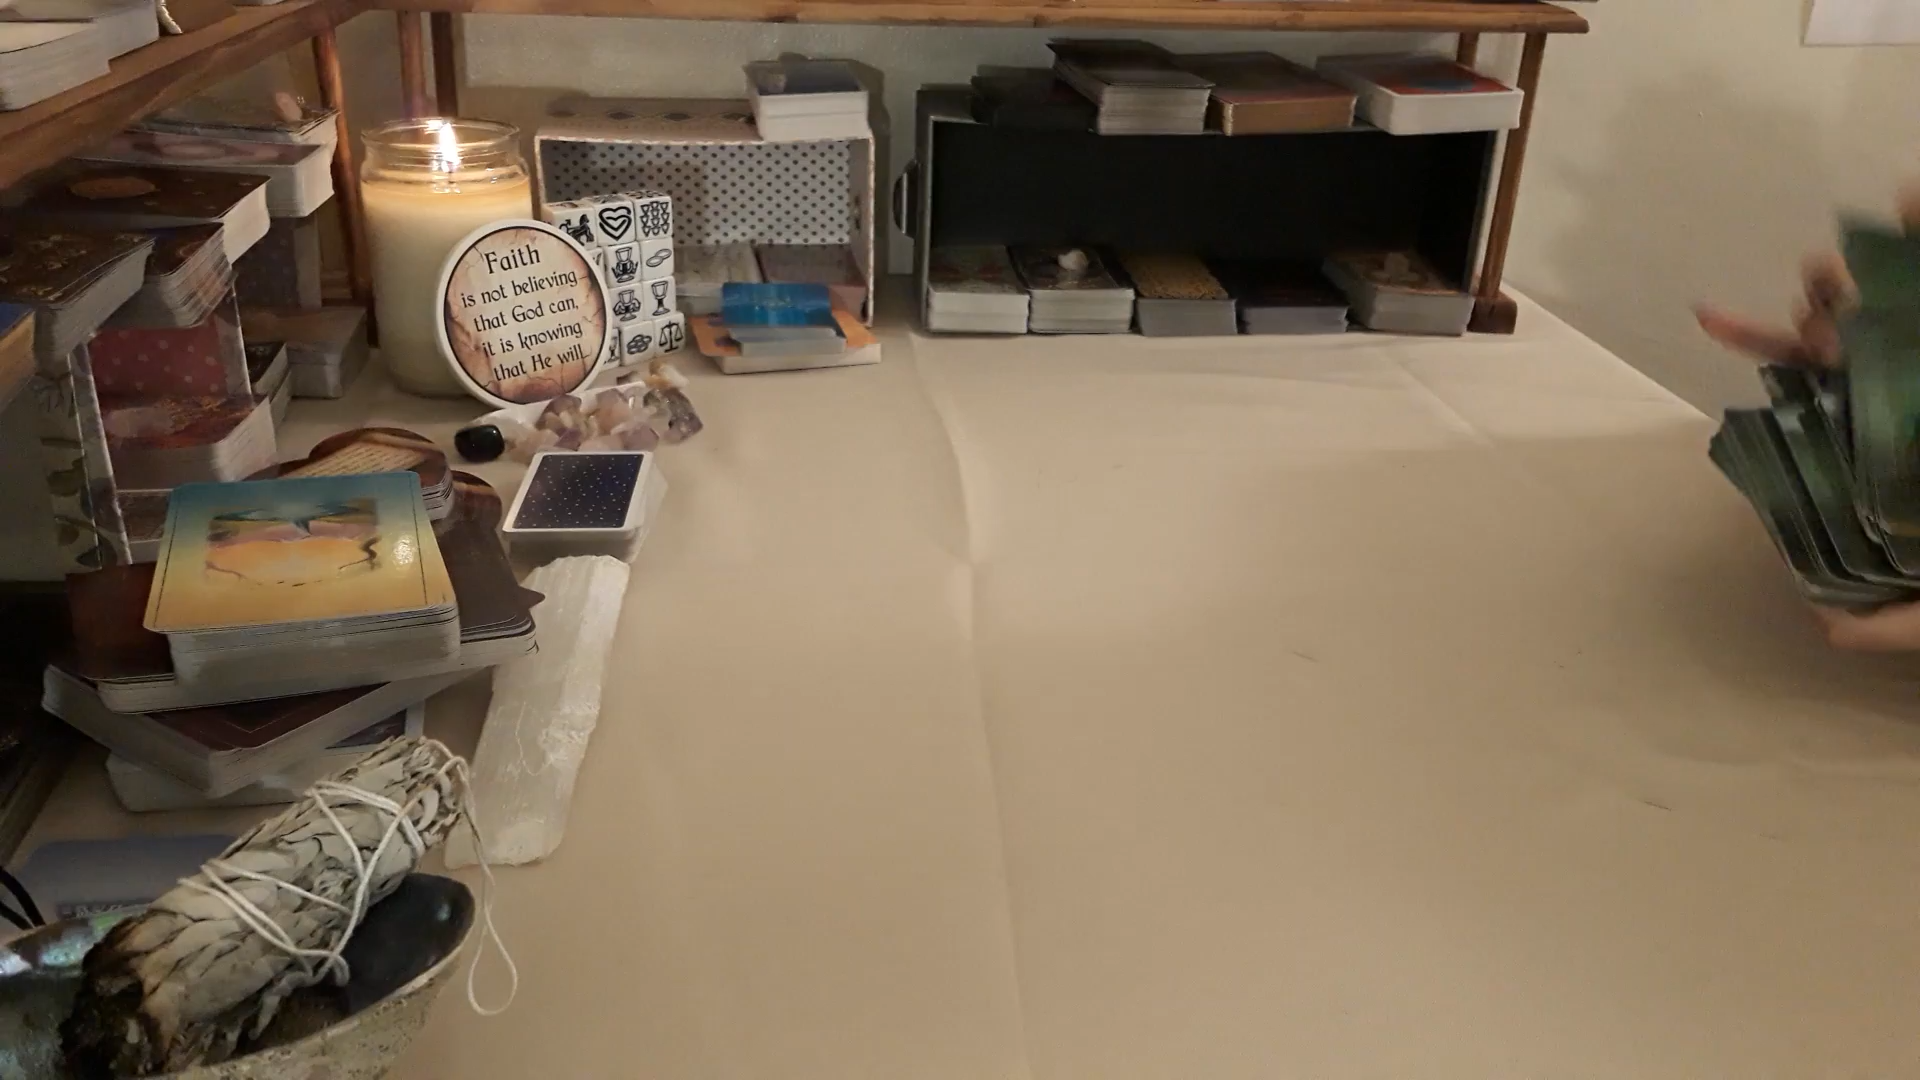 Faith
is not believing
that God can,
it is knowing
that He will.